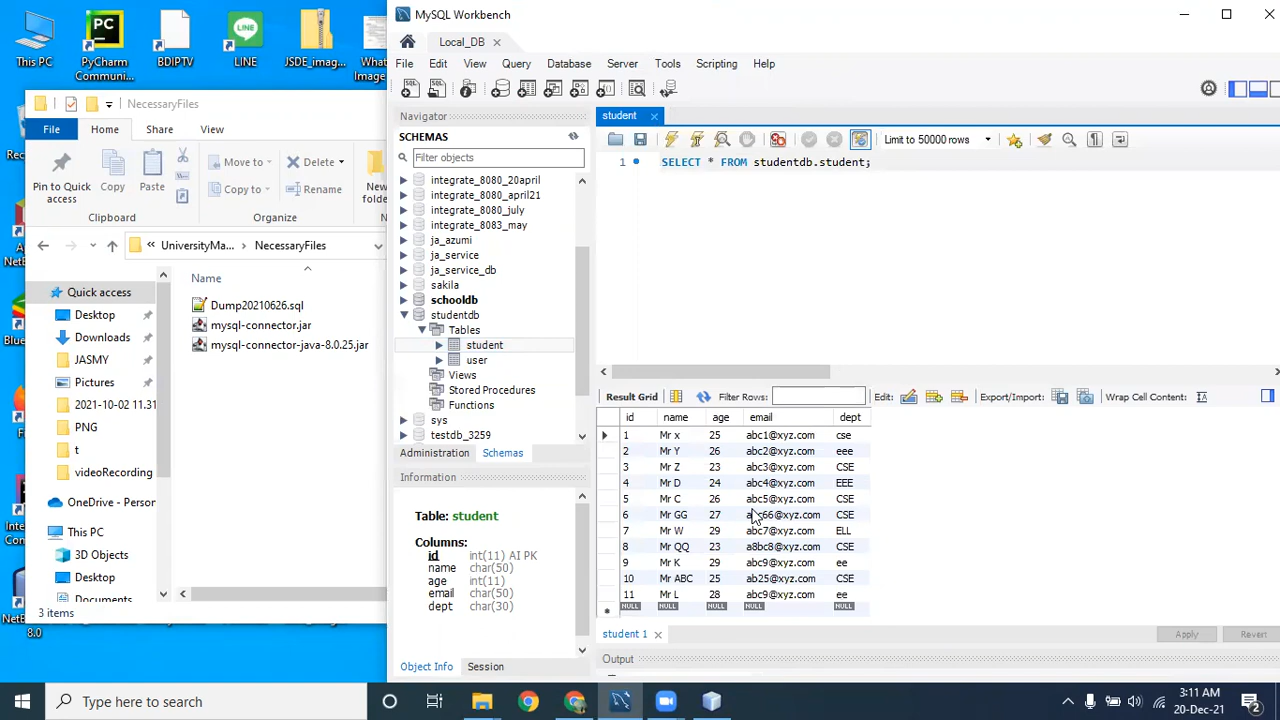 This PC
PyCharm
Communi...
BDIPTV
LINE
JSDE_imag...
What
Image
NecessaryFiles
File
Home
Share
View
Pin to Quick
access
Copy
Paste
Move to
Copy to
Delete
Rename
New
folder
Clipboard
Organize
UniversityMa...
NecessaryFiles
Name
Quick access
Desktop
Downloads
JASMY
Pictures
2021-10-02 11.31
PNG
t
videoRecording
OneDrive - Person
This PC
3D Objects
Desktop
Documents
Dump20210626.sql
mysql-connector.jar
mysql-connector-java-8.0.25.jar
3 items
8.0
MySQL Workbench
Local_DB
File
Edit
View
Query
Database
Server
Tools
Scripting
Help
Navigator
SCHEMAS
Filter objects
integrate_8080_20april
integrate_8080_april21
integrate_8080_july
integrate_8083_may
ja_azumi
ja_service
ja_service_db
sakila
schooldb
studentdb
Tables
student
user
Views
Stored Procedures
Functions
sys
testdb_3259
Administration
Schemas
Information
Table: student
Columns:
id int(11) AI PK
name char(50)
age int(11)
email char(50)
dept char(30)
Object Info
Session
student
Limit to 50000 rows
1 SELECT * FROM studentdb.student;
Result Grid
Filter Rows:
Edit:
Export/Import:
Wrap Cell Content:
id name age email dept
1 Mr x 25 abc1@xyz.com cse
2 Mr Y 26 abc2@xyz.com eee
3 Mr Z 23 abc3@xyz.com CSE
4 Mr D 24 abc4@xyz.com EEE
5 Mr C 26 abc5@xyz.com CSE
6 Mr GG 27 abc66@xyz.com CSE
7 Mr W 29 abc7@xyz.com ELL
8 Mr QQ 23 a8bc8@xyz.com CSE
9 Mr K 29 abc9@xyz.com ee
10 Mr ABC 25 ab25@xyz.com CSE
11 Mr L 28 abc9@xyz.com ee
NULL NULL NULL NULL NULL
student 1
Apply
Revert
Output
Type here to search
3:11 AM
20-Dec-21
2